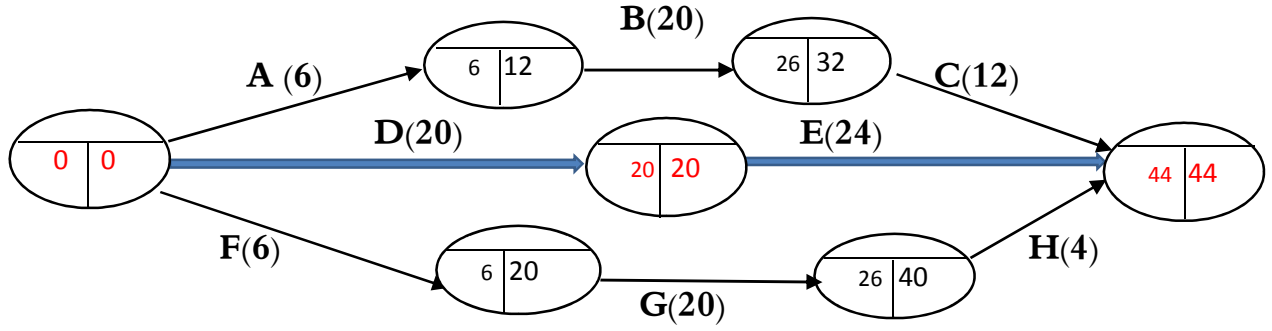 B(20)
A (6)
6 12
26 32
C(12)
D(20)
E(24)
0 0
20 20
44 44
F(6)
6 20
G(20)
26 40
H(4)